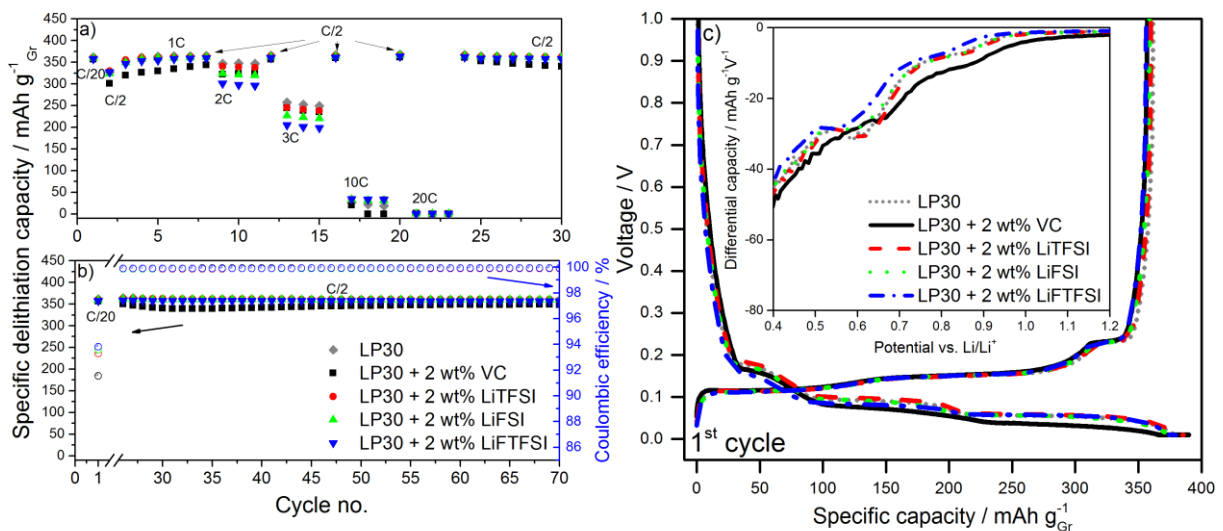 Specific delithiation capacity / mAh g⁻¹Gr
450
400
350
300
250
200
150
100
50
0
a)
1C
C/2
C/2
C/20
C/2
2C
3C
10C
20C
0 5 10 15 20 25 30
450
400
350
300
250
200
150
100
50
0
b)
C/20
C/2
LP30
LP30 + 2 wt% VC
LP30 + 2 wt% LiTFSI
LP30 + 2 wt% LiFSI
LP30 + 2 wt% LiFTFSI
100
98
96
94
92
90
88
86
Coulombic efficiency / %
0 1 30 35 40 45 50 55 60 65 70
Cycle no.
Voltage / V
1.0
0.9
0.8
0.7
0.6
0.5
0.4
0.3
0.2
0.1
0.0
c)
Differential capacity / mAh g⁻¹V⁻¹
0
-20
-40
-60
-80
LP30
LP30 + 2 wt% VC
LP30 + 2 wt% LiTFSI
LP30 + 2 wt% LiFSI
LP30 + 2 wt% LiFTFSI
0.4 0.5 0.6 0.7 0.8 0.9 1.0 1.1 1.2
Potential vs. Li/Li⁺
1ˢᵗ cycle
0 50 100 150 200 250 300 350 400
Specific capacity / mAh g⁻¹Gr